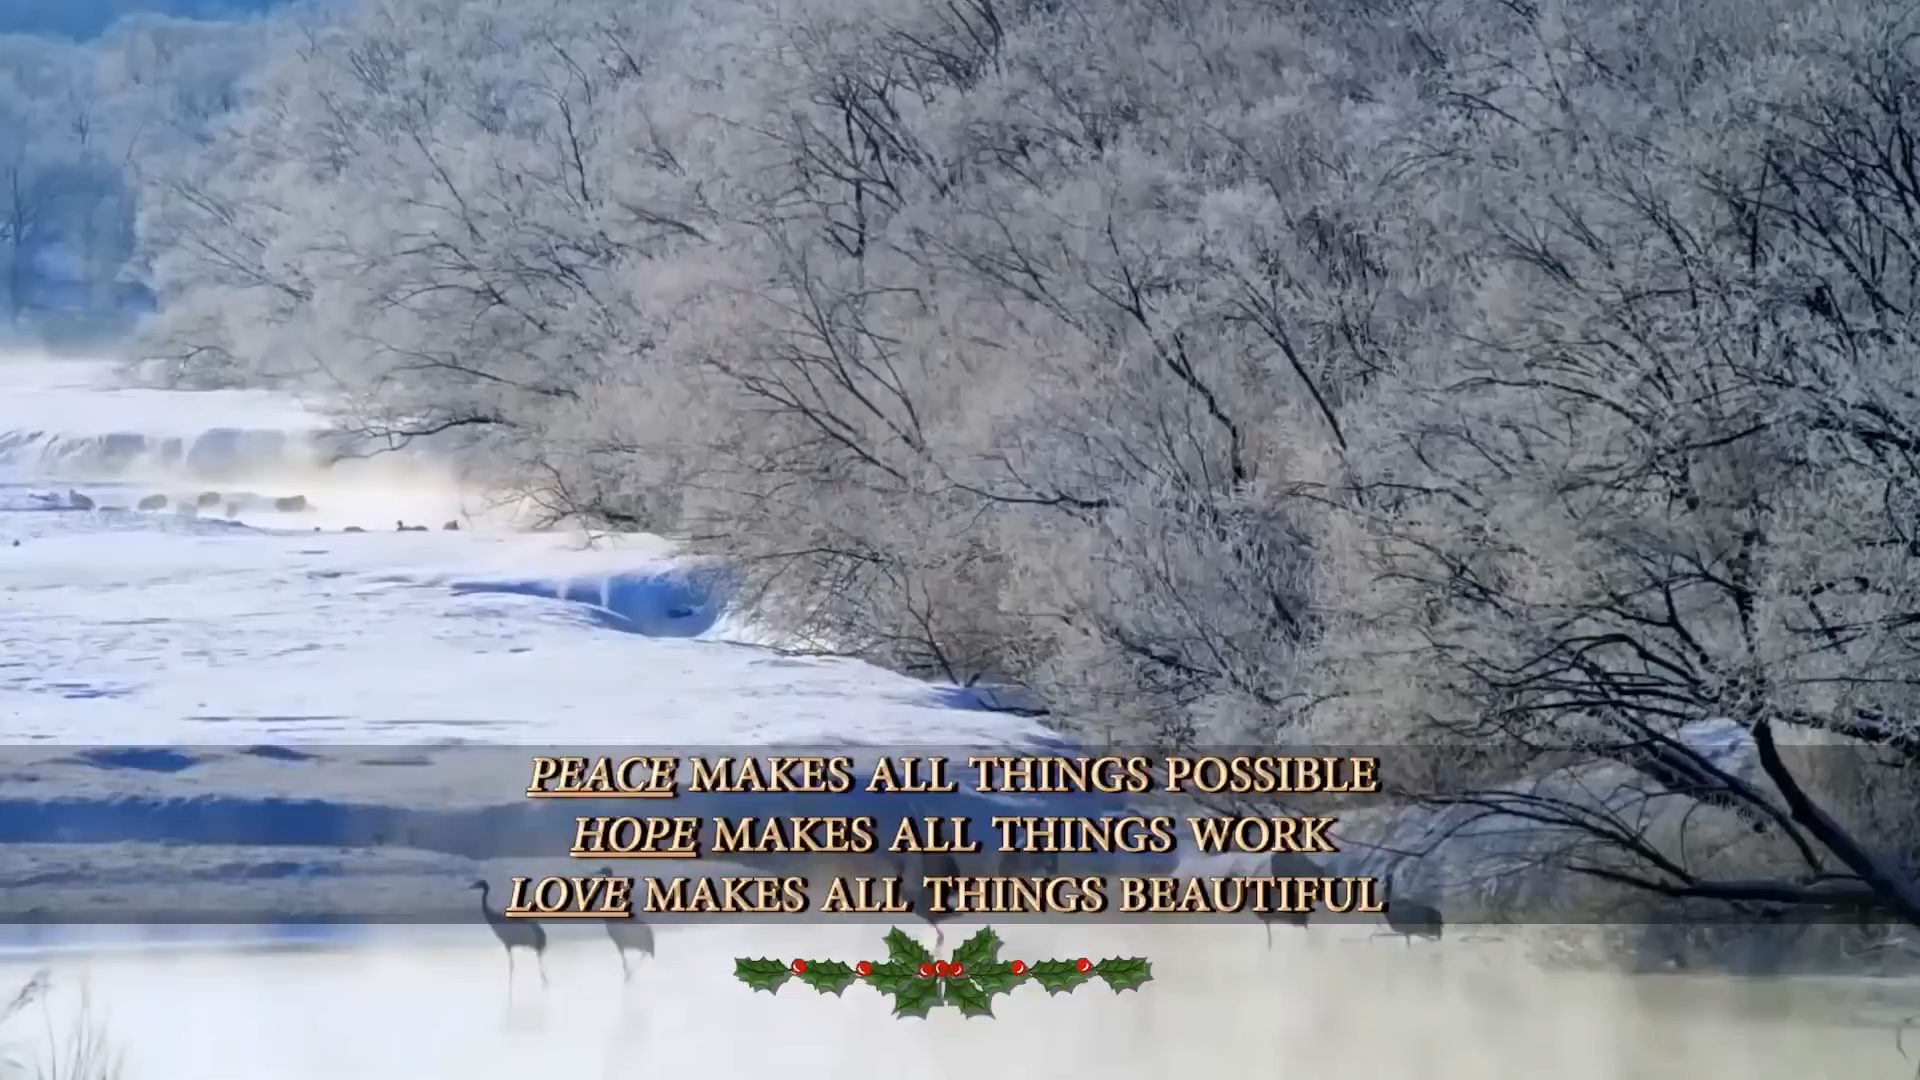 PEACE MAKES ALL THINGS POSSIBLE
HOPE MAKES ALL THINGS WORK
LOVE MAKES ALL THINGS BEAUTIFUL